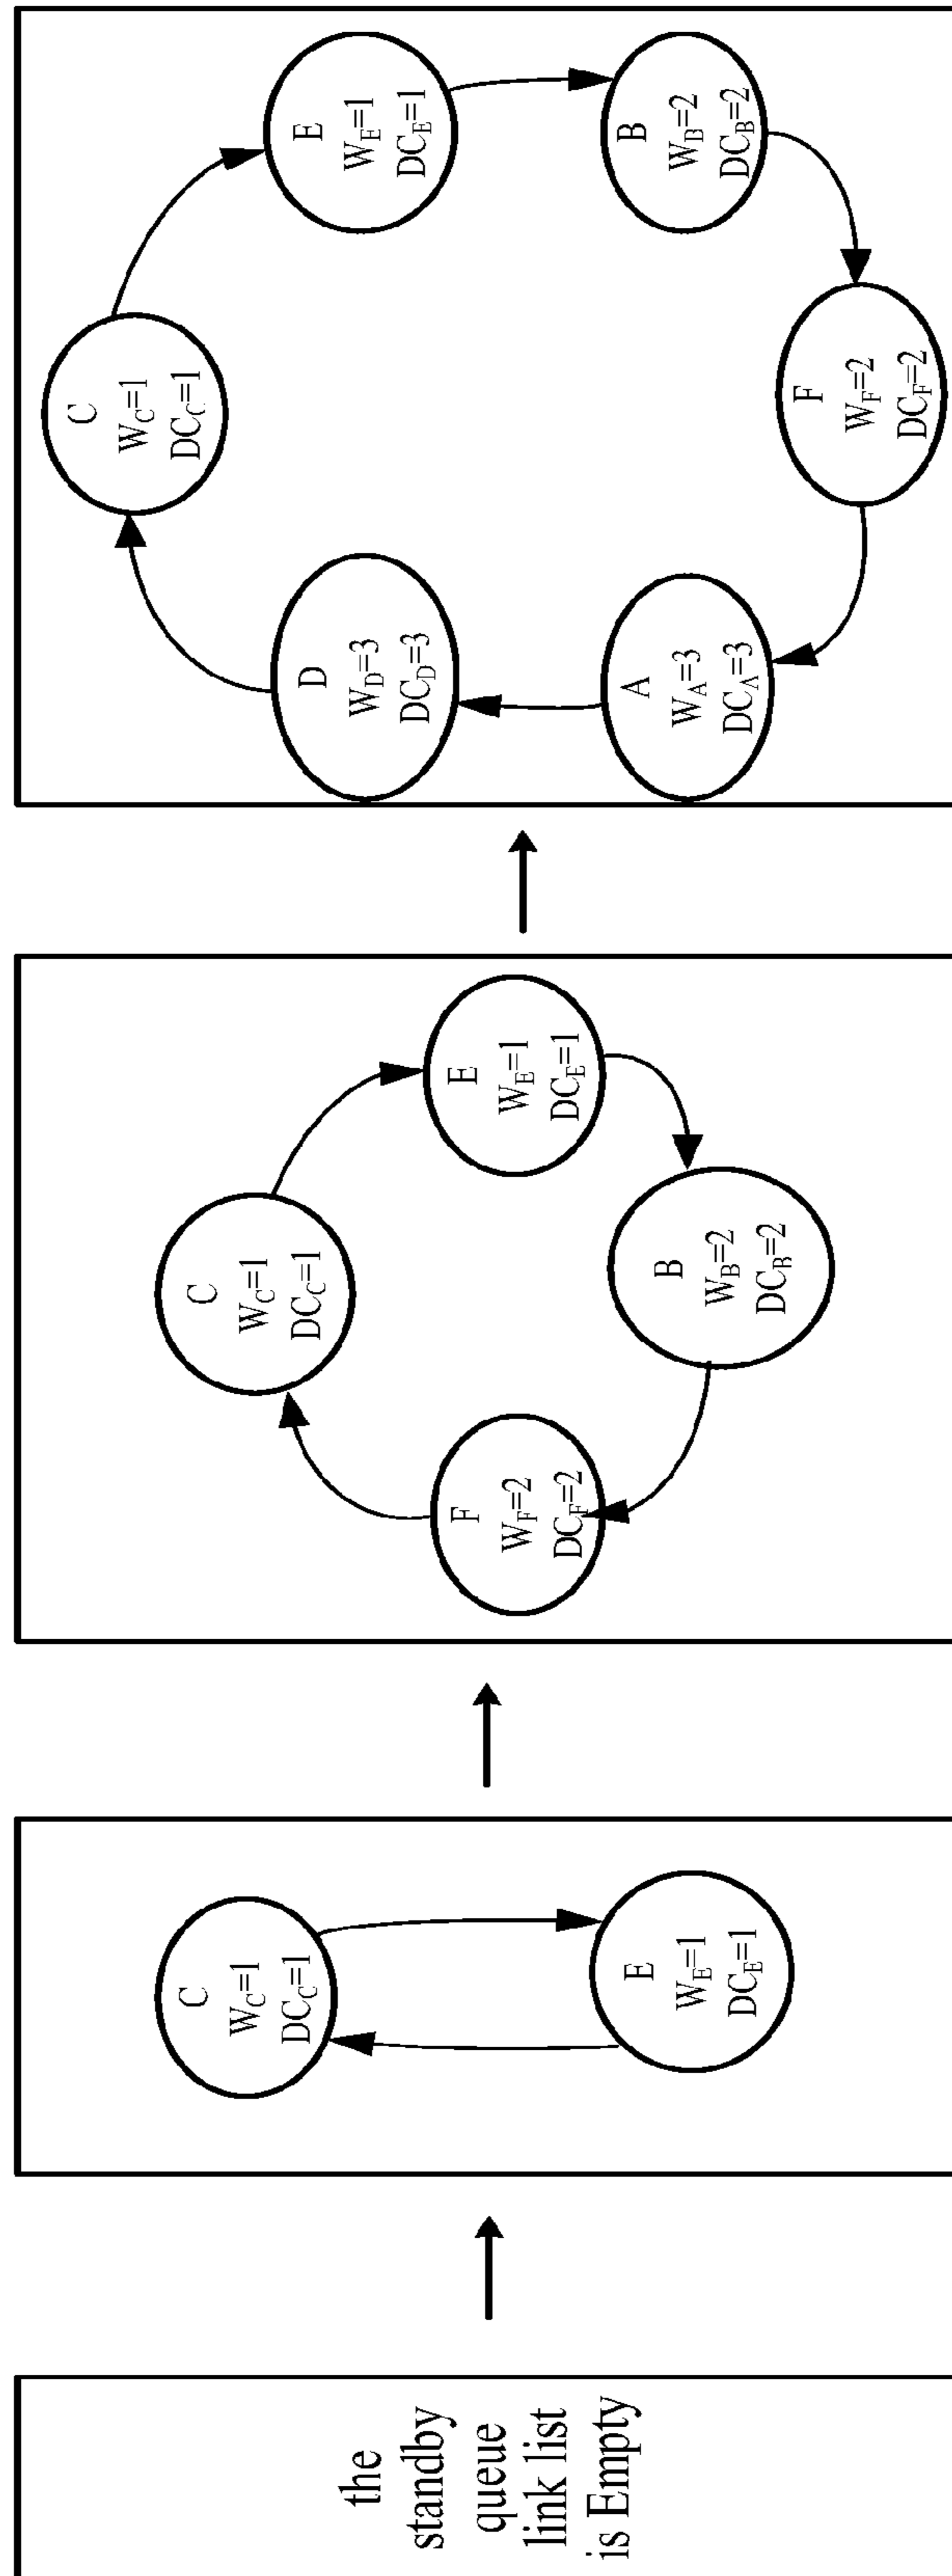 the
standby
queue
link list
is Empty
C
W_C=1
DC_C=1
E
W_E=1
DC_E=1
C
W_C=1
DC_C=1
E
W_E=1
DC_E=1
B
W_B=2
DC_B=2
F
W_F=2
DC_F=2
C
W_C=1
DC_C=1
E
W_E=1
DC_E=1
B
W_B=2
DC_B=2
F
W_F=2
DC_F=2
A
W_A=3
DC_A=3
D
W_D=3
DC_D=3